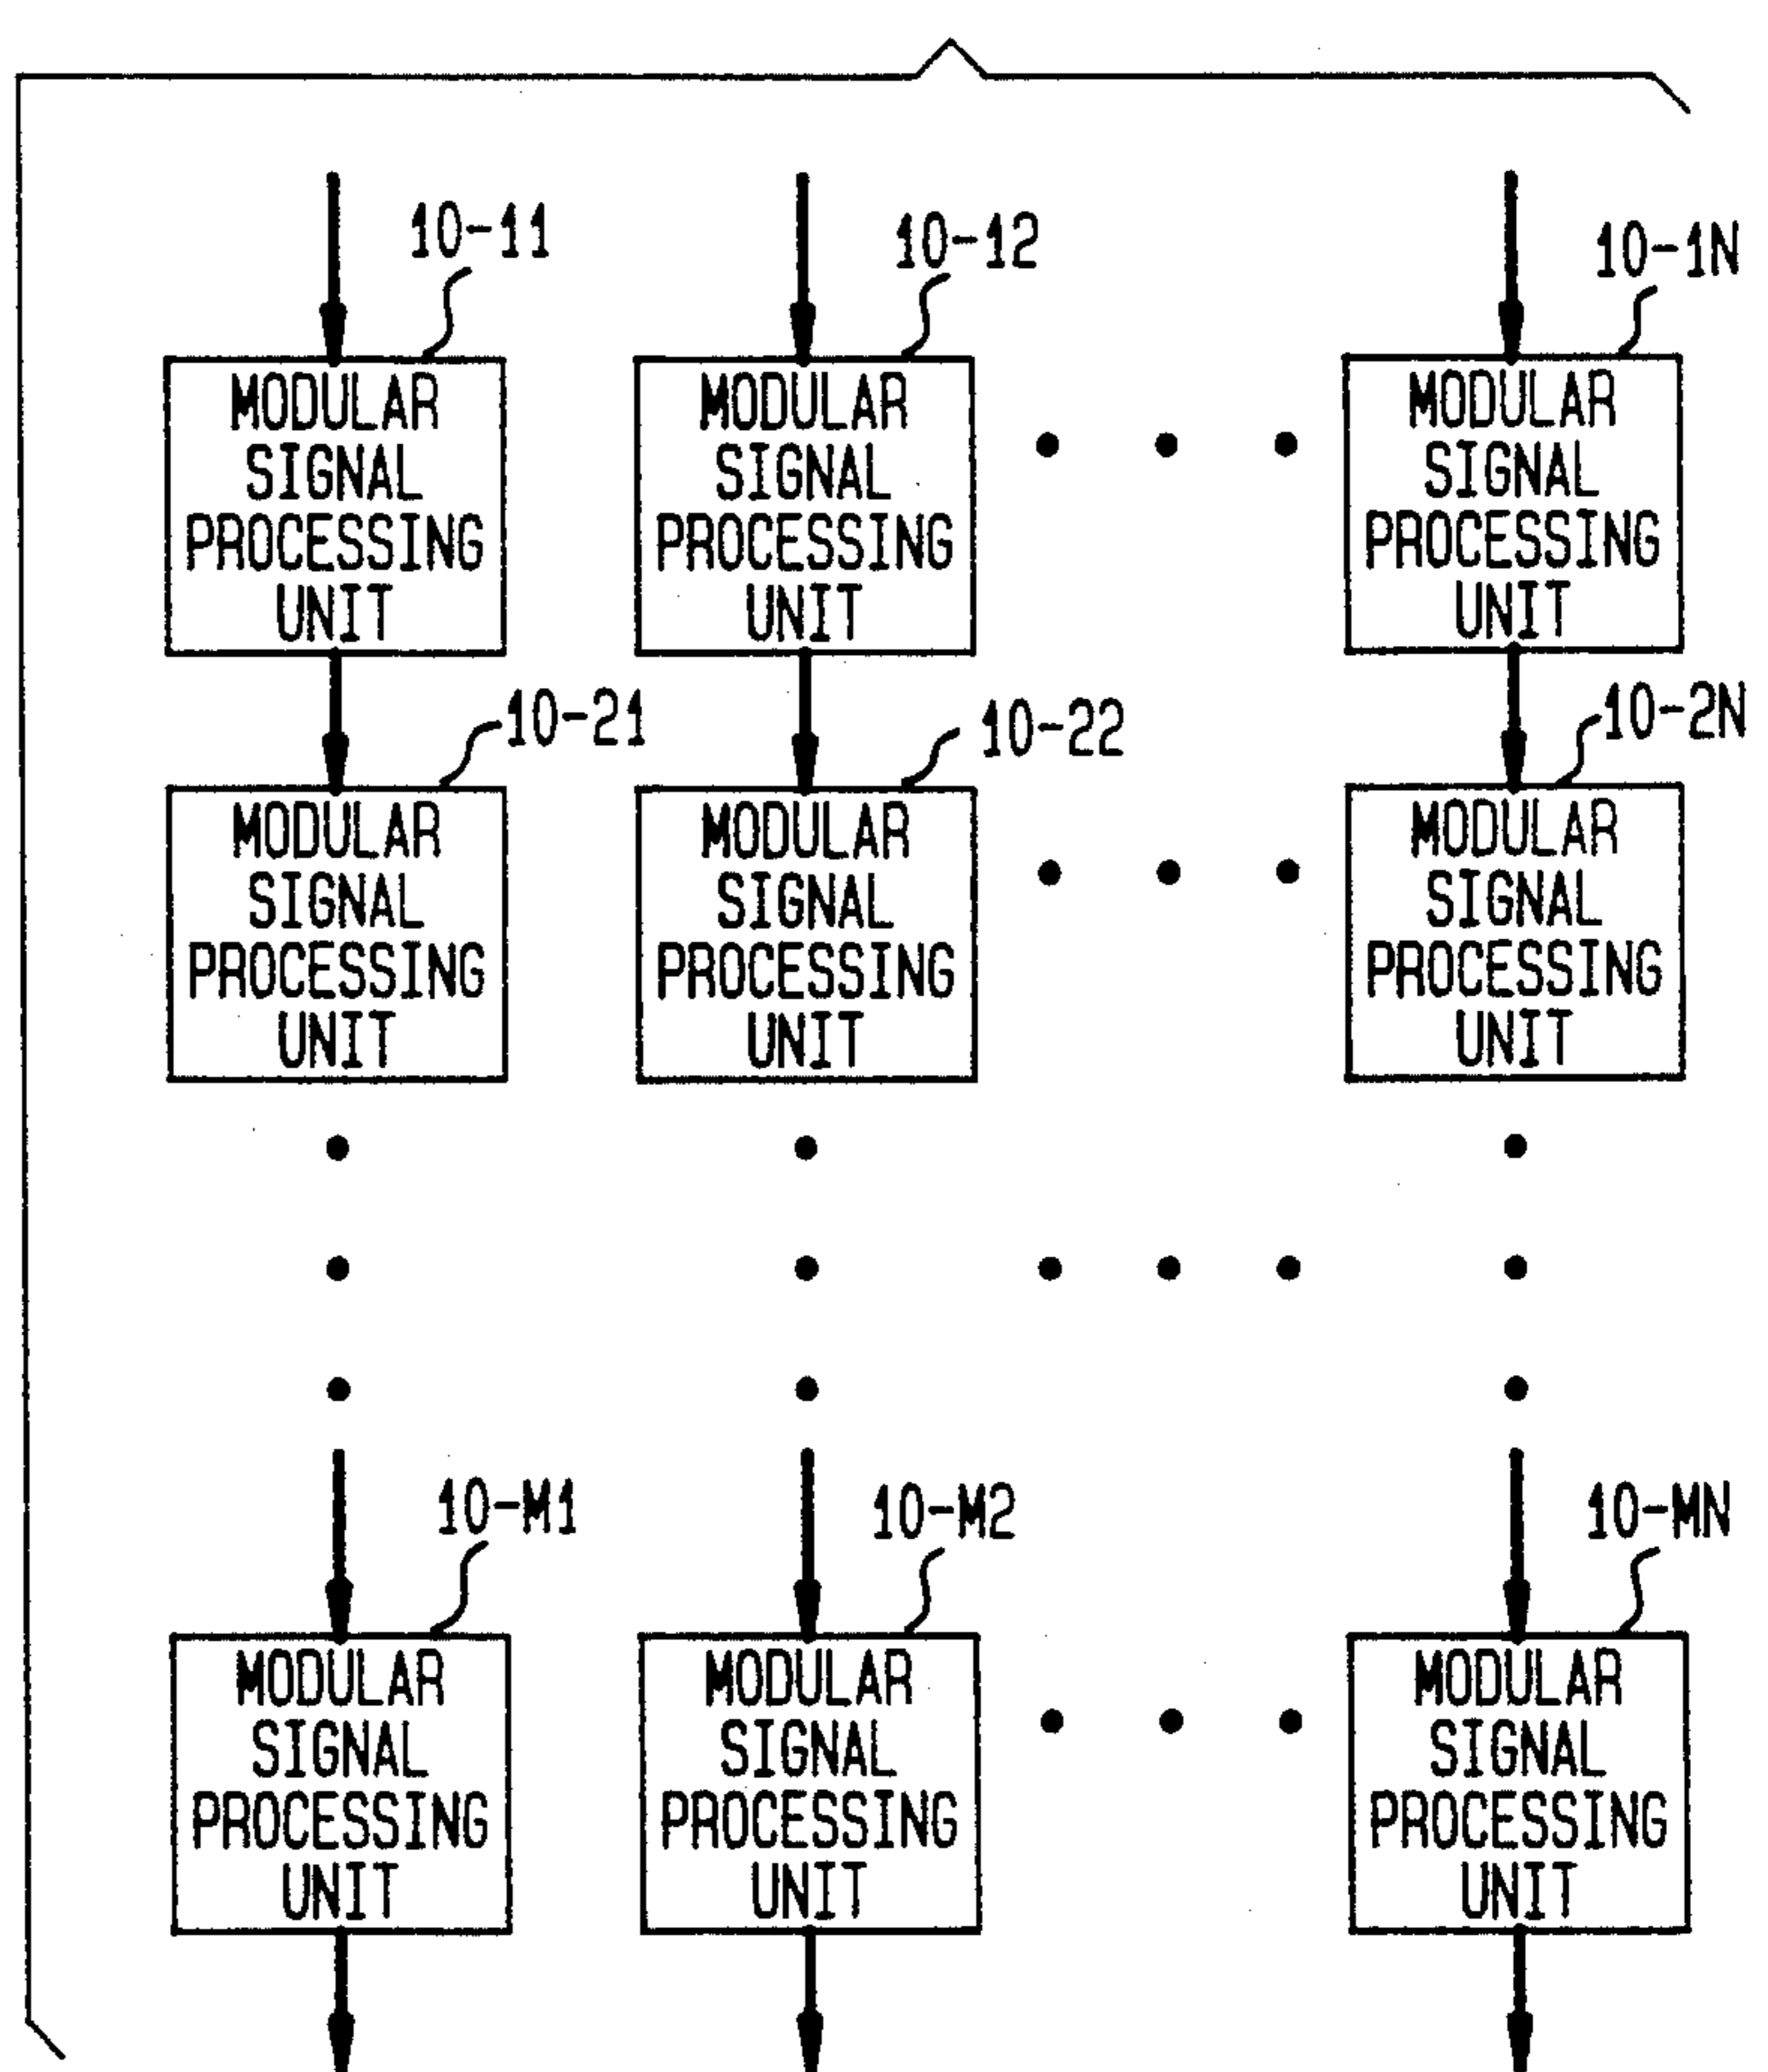 10-11
10-12
10-1N
MODULAR
SIGNAL
PROCESSING
UNIT
MODULAR
SIGNAL
PROCESSING
UNIT
MODULAR
SIGNAL
PROCESSING
UNIT
10-21
10-22
10-2N
MODULAR
SIGNAL
PROCESSING
UNIT
MODULAR
SIGNAL
PROCESSING
UNIT
MODULAR
SIGNAL
PROCESSING
UNIT
10-M1
10-M2
10-MN
MODULAR
SIGNAL
PROCESSING
UNIT
MODULAR
SIGNAL
PROCESSING
UNIT
MODULAR
SIGNAL
PROCESSING
UNIT